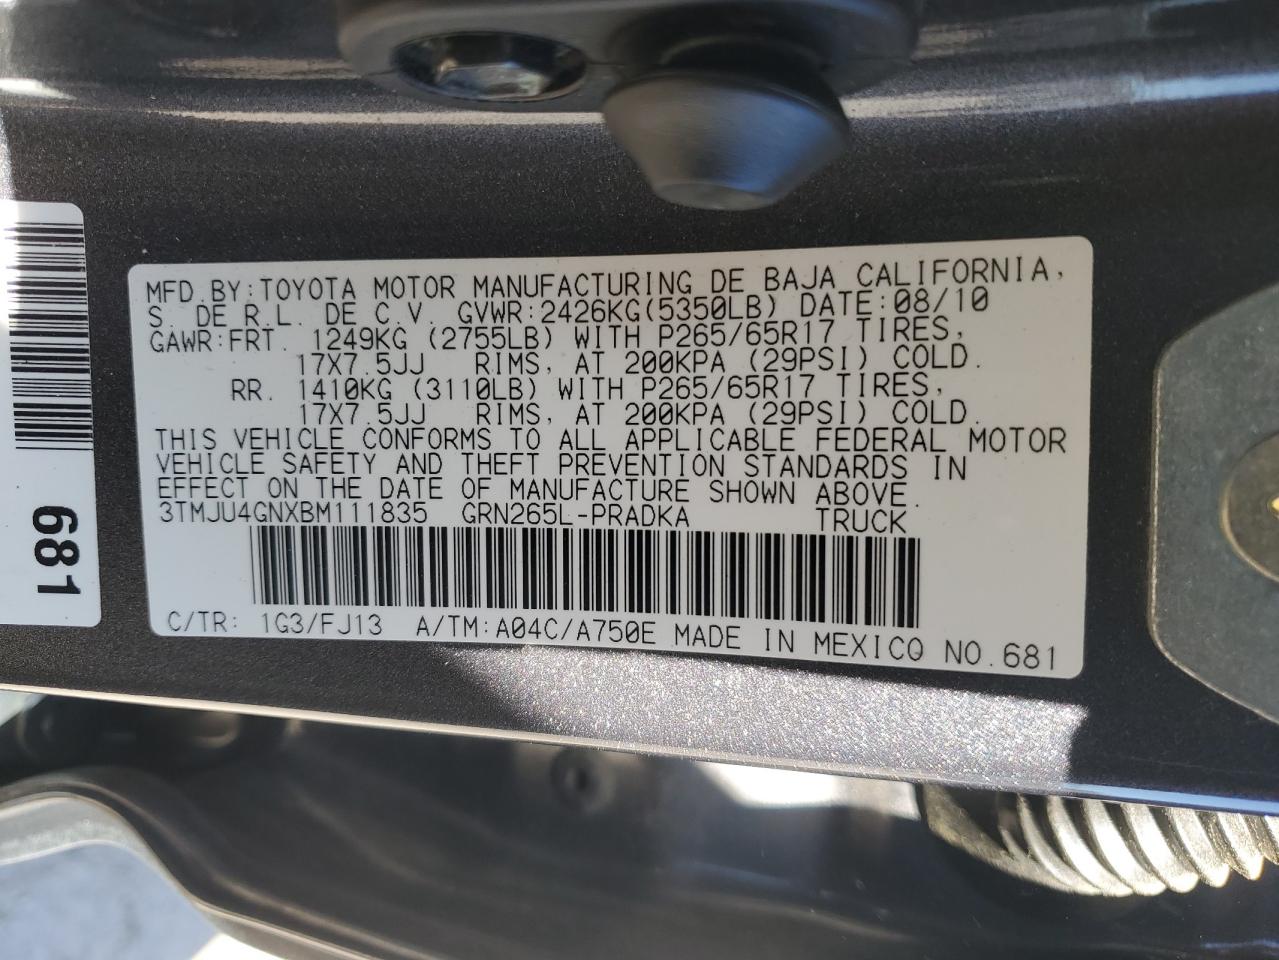 MFD.BY:TOYOTA MOTOR MANUFACTURING DE BAJA CALIFORNIA,
S. DE R.L. DE C.V. GVWR:2426KG(5350LB) DATE:08/10
GAWR:FRT. 1249KG (2755LB) WITH P265/65R17 TIRES,
17X7.5JJ RIMS, AT 200KPA (29PSI) COLD.
RR. 1410KG (3110LB) WITH P265/65R17 TIRES,
17X7.5JJ RIMS, AT 200KPA (29PSI) COLD.
THIS VEHICLE CONFORMS TO ALL APPLICABLE FEDERAL MOTOR
VEHICLE SAFETY AND THEFT PREVENTION STANDARDS IN
EFFECT ON THE DATE OF MANUFACTURE SHOWN ABOVE.
3TMJU4GNXBM111835 GRN265L-PRADKA TRUCK
C/TR: 1G3/FJ13 A/TM:A04C/A750E MADE IN MEXICO NO.681
681